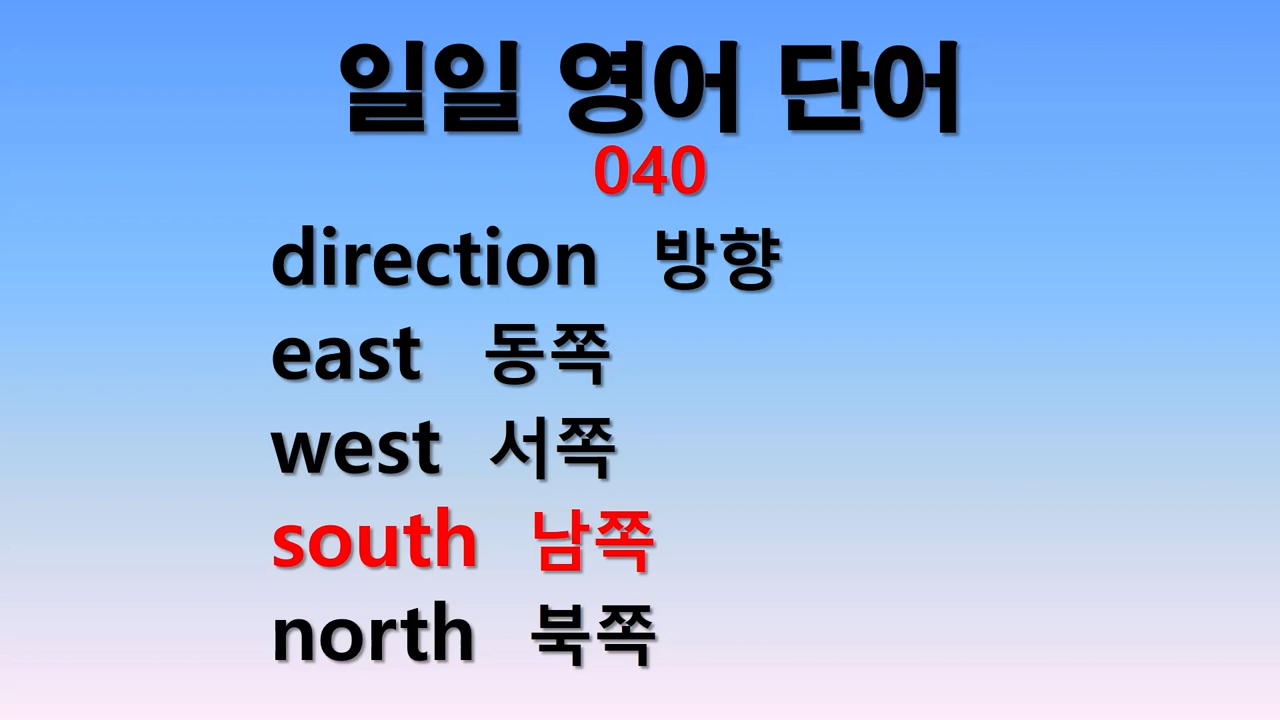 일일 영어 단어
040
direction 방향
east 동쪽
west 서쪽
south 남쪽
north 북쪽